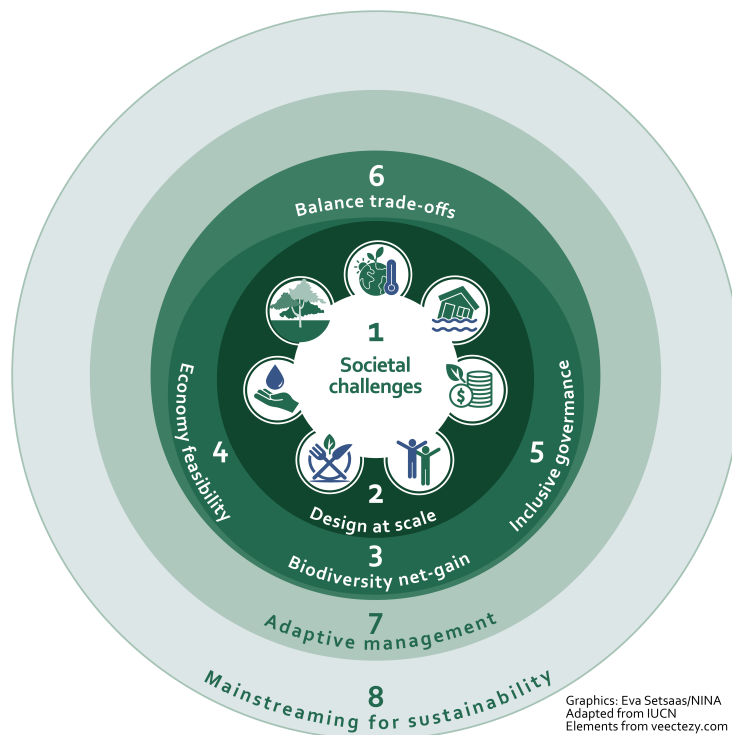 6
Balance trade-offs
1
Societal
challenges
$
Economy feasibility
4
5
Inclusive governance
2
Design at scale
3
Biodiversity net-gain
7
Adaptive management
8
Mainstreaming for sustainability
Graphics: Eva Setsaas/NINA
Adapted from IUCN
Elements from veectezy.com